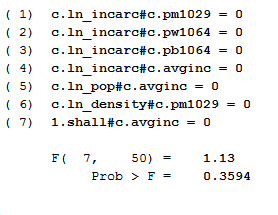 ( 1) c.ln_incarc#c.pm1029 = 0
( 2) c.ln_incarc#c.pw1064 = 0
( 3) c.ln_incarc#c.pb1064 = 0
( 4) c.ln_incarc#c.avginc = 0
( 5) c.ln_pop#c.avginc = 0
( 6) c.ln_density#c.pm1029 = 0
( 7) 1.shall#c.avginc = 0
F( 7, 50) = 1.13
Prob > F = 0.3594